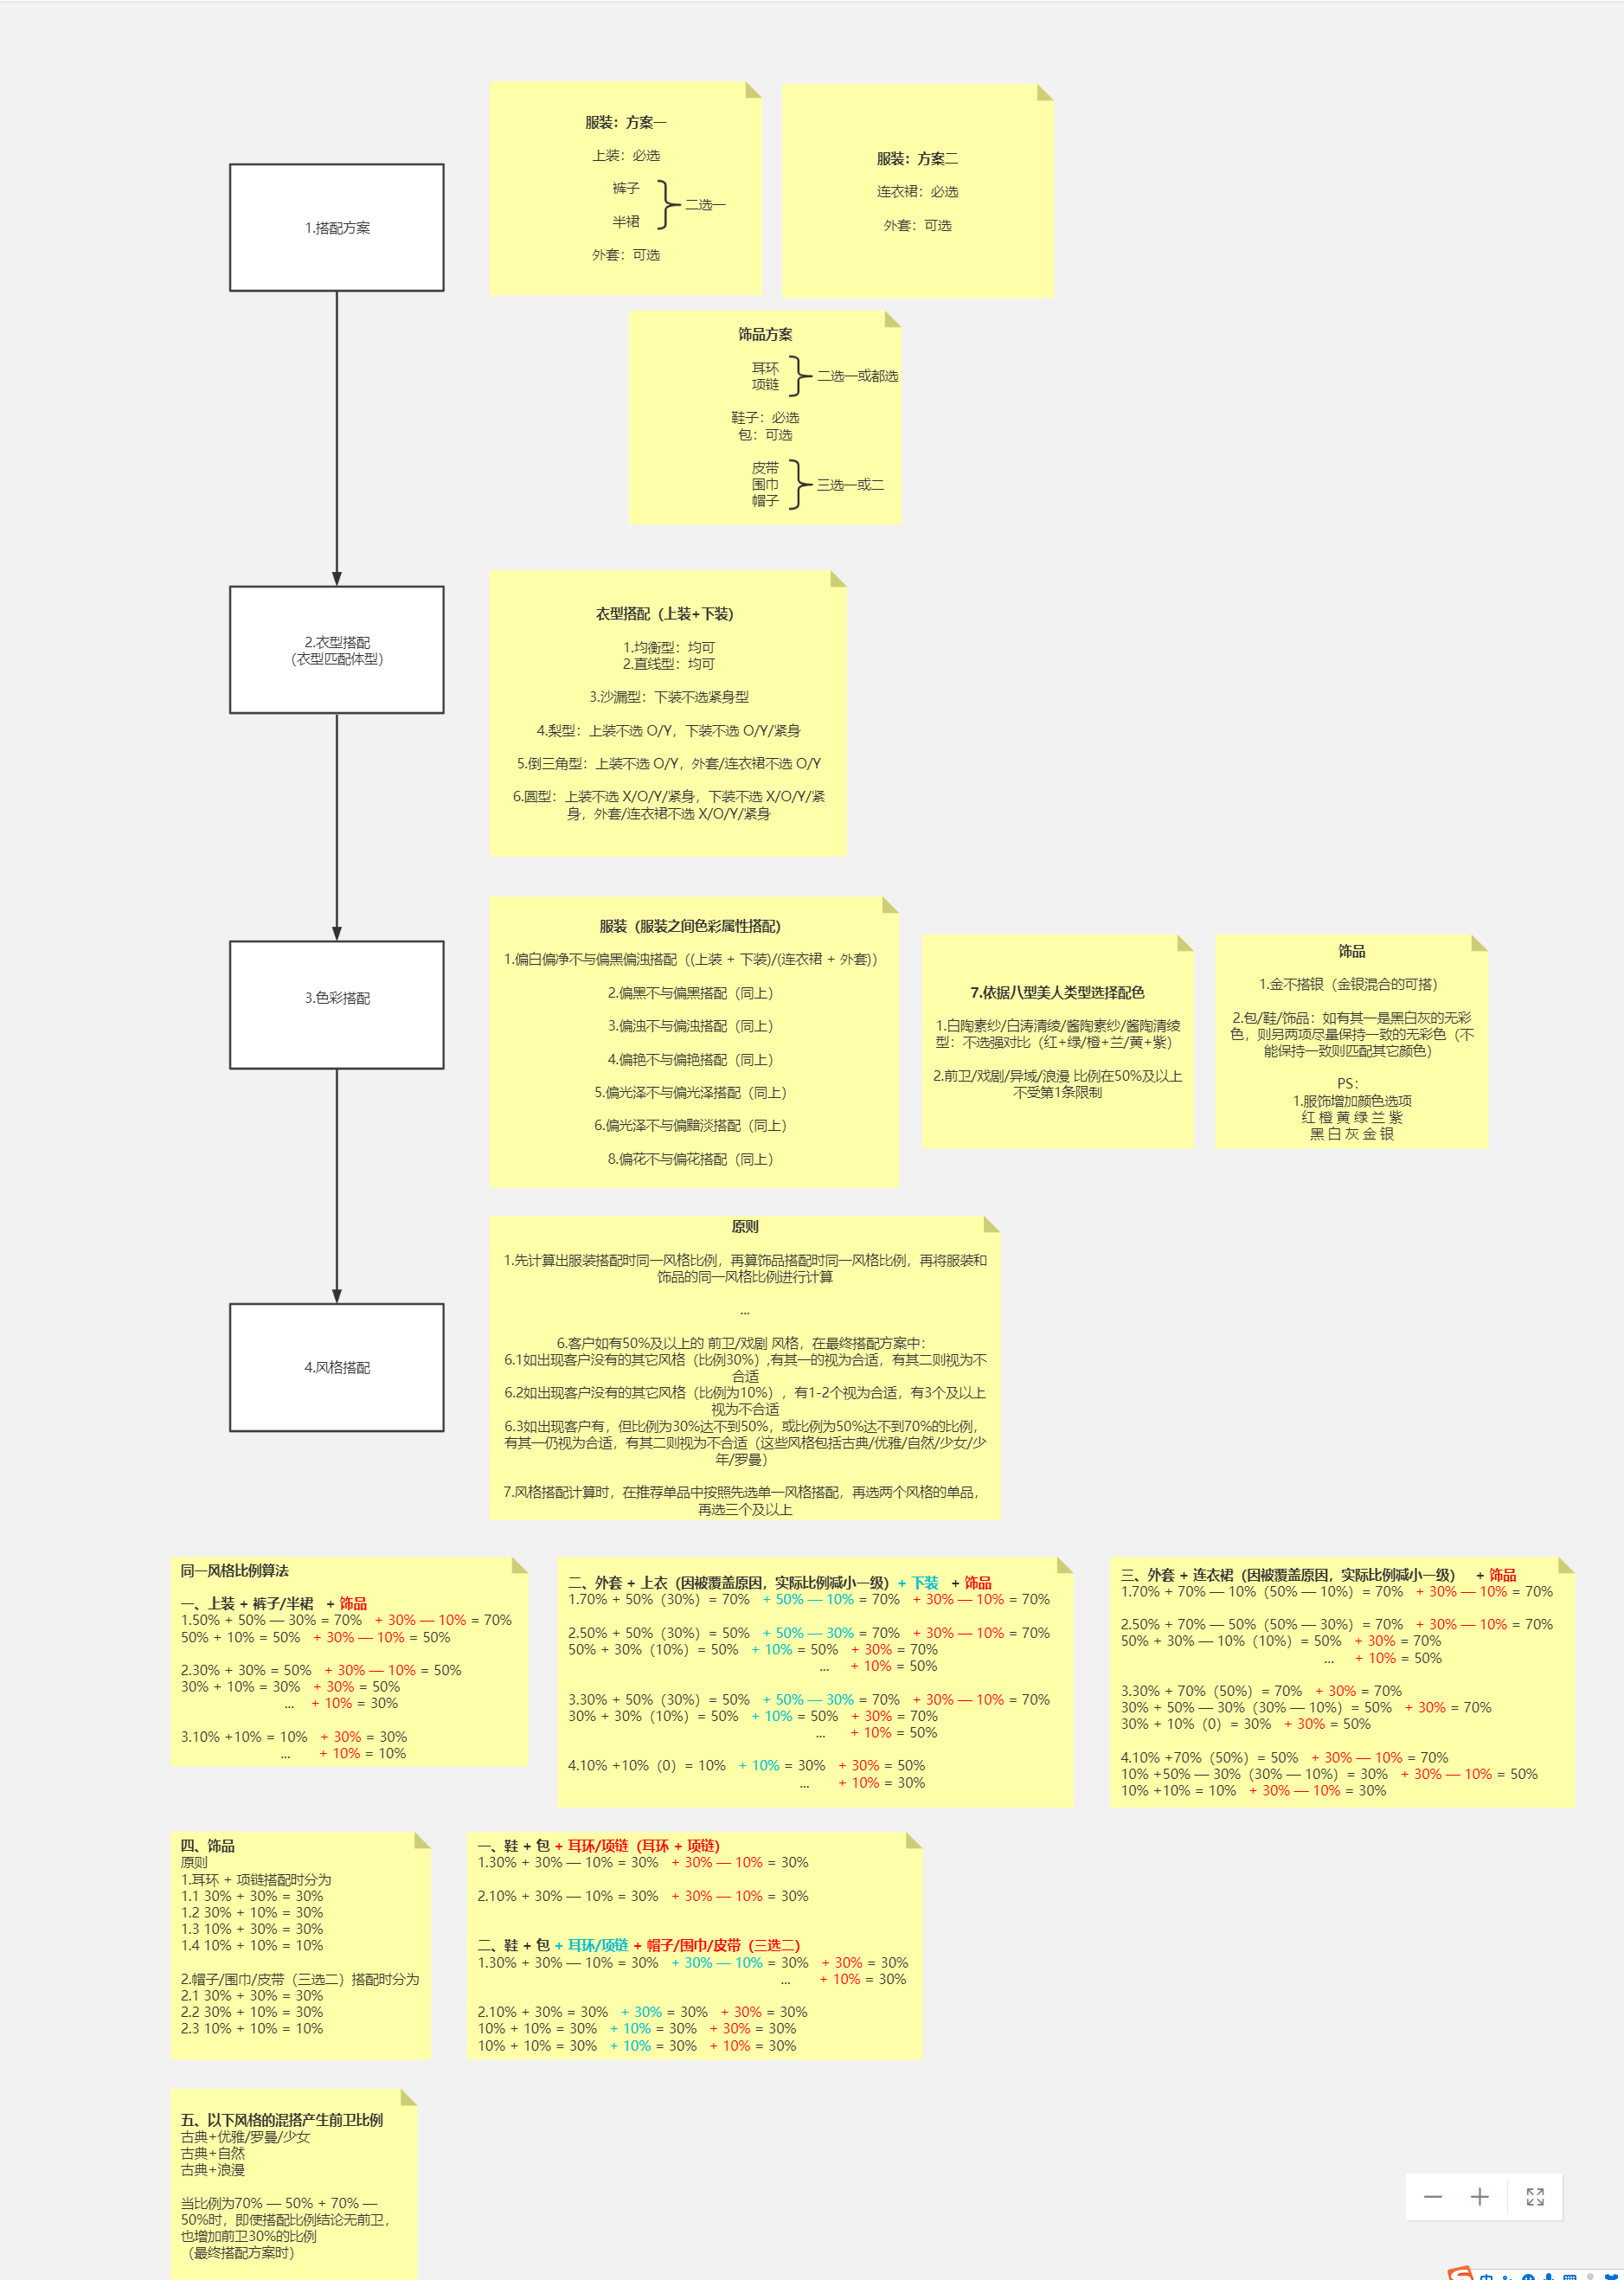 1.搭配方案
服装：方案一
上装：必选
裤子
半裙
二选一
外套：可选
服装：方案二
连衣裙：必选
外套：可选
饰品方案
耳环
项链
二选一或都选
鞋子：必选
包：可选
皮带
围巾
帽子
三选一或二
2.衣型搭配
（衣型匹配体型）
衣型搭配（上装+下装）
1.均衡型：均可
2.直线型：均可
3.沙漏型：下装不选紧身型
4.梨型：上装不选 O/Y，下装不选 O/Y/紧身
5.倒三角型：上装不选 O/Y，外套/连衣裙不选 O/Y
6.圆型：上装不选 X/O/Y/紧身，下装不选 X/O/Y/紧
身，外套/连衣裙不选 X/O/Y/紧身
3.色彩搭配
服装（服装之间色彩属性搭配）
1.偏白偏净不与偏黑偏浊搭配（(上装 + 下装)/(连衣裙 + 外套)）
2.偏黑不与偏黑搭配（同上）
3.偏浊不与偏浊搭配（同上）
4.偏艳不与偏艳搭配（同上）
5.偏光泽不与偏光泽搭配（同上）
6.偏光泽不与偏黯淡搭配（同上）
8.偏花不与偏花搭配（同上）
7.依据八型美人类型选择配色
1.白陶素纱/白涛清绫/酱陶素纱/酱陶清绫
型：不选强对比（红+绿/橙+兰/黄+紫）
2.前卫/戏剧/异域/浪漫 比例在50%及以上
不受第1条限制
饰品
1.金不搭银（金银混合的可搭）
2.包/鞋/饰品：如有其一是黑白灰的无彩
色，则另两项尽量保持一致的无彩色（不
能保持一致则匹配其它颜色）
PS：
1.服饰增加颜色选项
红 橙 黄 绿 兰 紫
黑 白 灰 金 银
4.风格搭配
原则
1.先计算出服装搭配时同一风格比例，再算饰品搭配时同一风格比例，再将服装和
饰品的同一风格比例进行计算
...
6.客户如有50%及以上的 前卫/戏剧 风格，在最终搭配方案中：
6.1如出现客户没有的其它风格（比例30%）,有其一的视为合适，有其二则视为不
合适
6.2如出现客户没有的其它风格（比例为10%），有1-2个视为合适，有3个及以上
视为不合适
6.3如出现客户有，但比例为30%达不到50%，或比例为50%达不到70%的比例，
有其一仍视为合适，有其二则视为不合适（这些风格包括古典/优雅/自然/少女/少
年/罗曼）
7.风格搭配计算时，在推荐单品中按照先选单一风格搭配，再选两个风格的单品，
再选三个及以上
同一风格比例算法
一、上装 + 裤子/半裙 + 饰品
1.50% + 50% — 30% = 70% + 30% — 10% = 70%
50% + 10% = 50% + 30% — 10% = 50%
2.30% + 30% = 50% + 30% — 10% = 50%
30% + 10% = 30% + 30% = 50%
... + 10% = 30%
3.10% +10% = 10% + 30% = 30%
... + 10% = 10%
二、外套 + 上衣（因被覆盖原因，实际比例减小一级）+ 下装 + 饰品
1.70% + 50%（30%）= 70% + 50% — 10% = 70% + 30% — 10% = 70%
2.50% + 50%（30%）= 50% + 50% — 30% = 70% + 30% — 10% = 70%
50% + 30%（10%）= 50% + 10% = 50% + 30% = 70%
... + 10% = 50%
3.30% + 50%（30%）= 50% + 50% — 30% = 70% + 30% — 10% = 70%
30% + 30%（10%）= 50% + 10% = 50% + 30% = 70%
... + 10% = 50%
4.10% +10%（0）= 10% + 10% = 30% + 30% = 50%
... + 10% = 30%
三、外套 + 连衣裙（因被覆盖原因，实际比例减小一级） + 饰品
1.70% + 70% — 10%（50% — 10%）= 70% + 30% — 10% = 70%
2.50% + 70% — 50%（50% — 30%）= 70% + 30% — 10% = 70%
50% + 30% — 10%（10%）= 50% + 30% = 70%
... + 10% = 50%
3.30% + 70%（50%）= 70% + 30% = 70%
30% + 50% — 30%（30% — 10%）= 50% + 30% = 70%
30% + 10%（0）= 30% + 30% = 50%
4.10% +70%（50%）= 50% + 30% — 10% = 70%
10% +50% — 30%（30% — 10%）= 30% + 30% — 10% = 50%
10% +10% = 10% + 30% — 10% = 30%
四、饰品
原则
1.耳环 + 项链搭配时分为
1.1 30% + 30% = 30%
1.2 30% + 10% = 30%
1.3 10% + 30% = 30%
1.4 10% + 10% = 10%
2.帽子/围巾/皮带（三选二）搭配时分为
2.1 30% + 30% = 30%
2.2 30% + 10% = 30%
2.3 10% + 10% = 10%
一、鞋 + 包 + 耳环/项链（耳环 + 项链）
1.30% + 30% — 10% = 30% + 30% — 10% = 30%
2.10% + 30% — 10% = 30% + 30% — 10% = 30%
二、鞋 + 包 + 耳环/项链 + 帽子/围巾/皮带（三选二）
1.30% + 30% — 10% = 30% + 30% — 10% = 30% + 30% = 30%
... + 10% = 30%
2.10% + 30% = 30% + 30% = 30% + 30% = 30%
10% + 10% = 30% + 10% = 30% + 30% = 30%
10% + 10% = 30% + 10% = 30% + 10% = 30%
五、以下风格的混搭产生前卫比例
古典+优雅/罗曼/少女
古典+自然
古典+浪漫
当比例为70% — 50% + 70% —
50%时，即使搭配比例结论无前卫，
也增加前卫30%的比例
（最终搭配方案时）